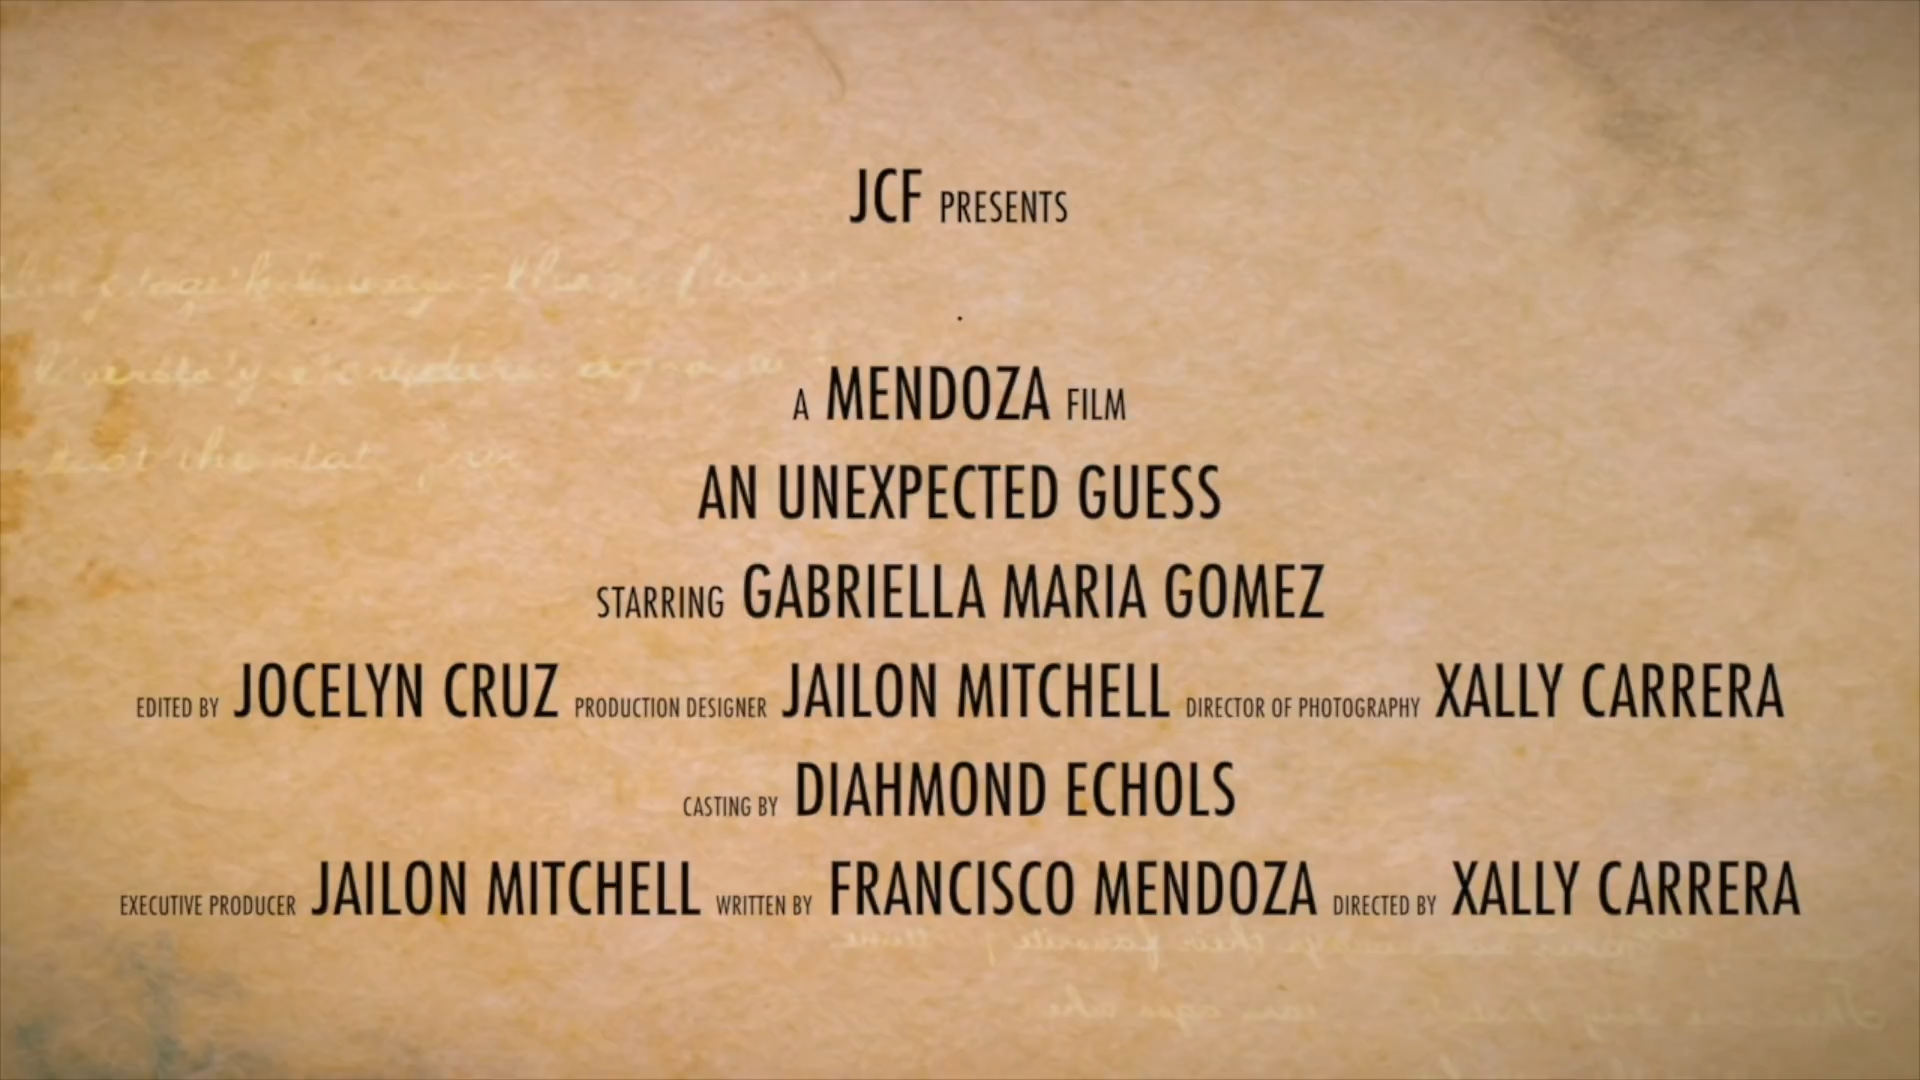 JCF PRESENTS
.
A MENDOZA FILM
AN UNEXPECTED GUESS
STARRING GABRIELLA MARIA GOMEZ
EDITED BY JOCELYN CRUZ PRODUCTION DESIGNER JAILON MITCHELL DIRECTOR OF PHOTOGRAPHY XALLY CARRERA
CASTING BY DIAHMOND ECHOLS
EXECUTIVE PRODUCER JAILON MITCHELL WRITTEN BY FRANCISCO MENDOZA DIRECTED BY XALLY CARRERA